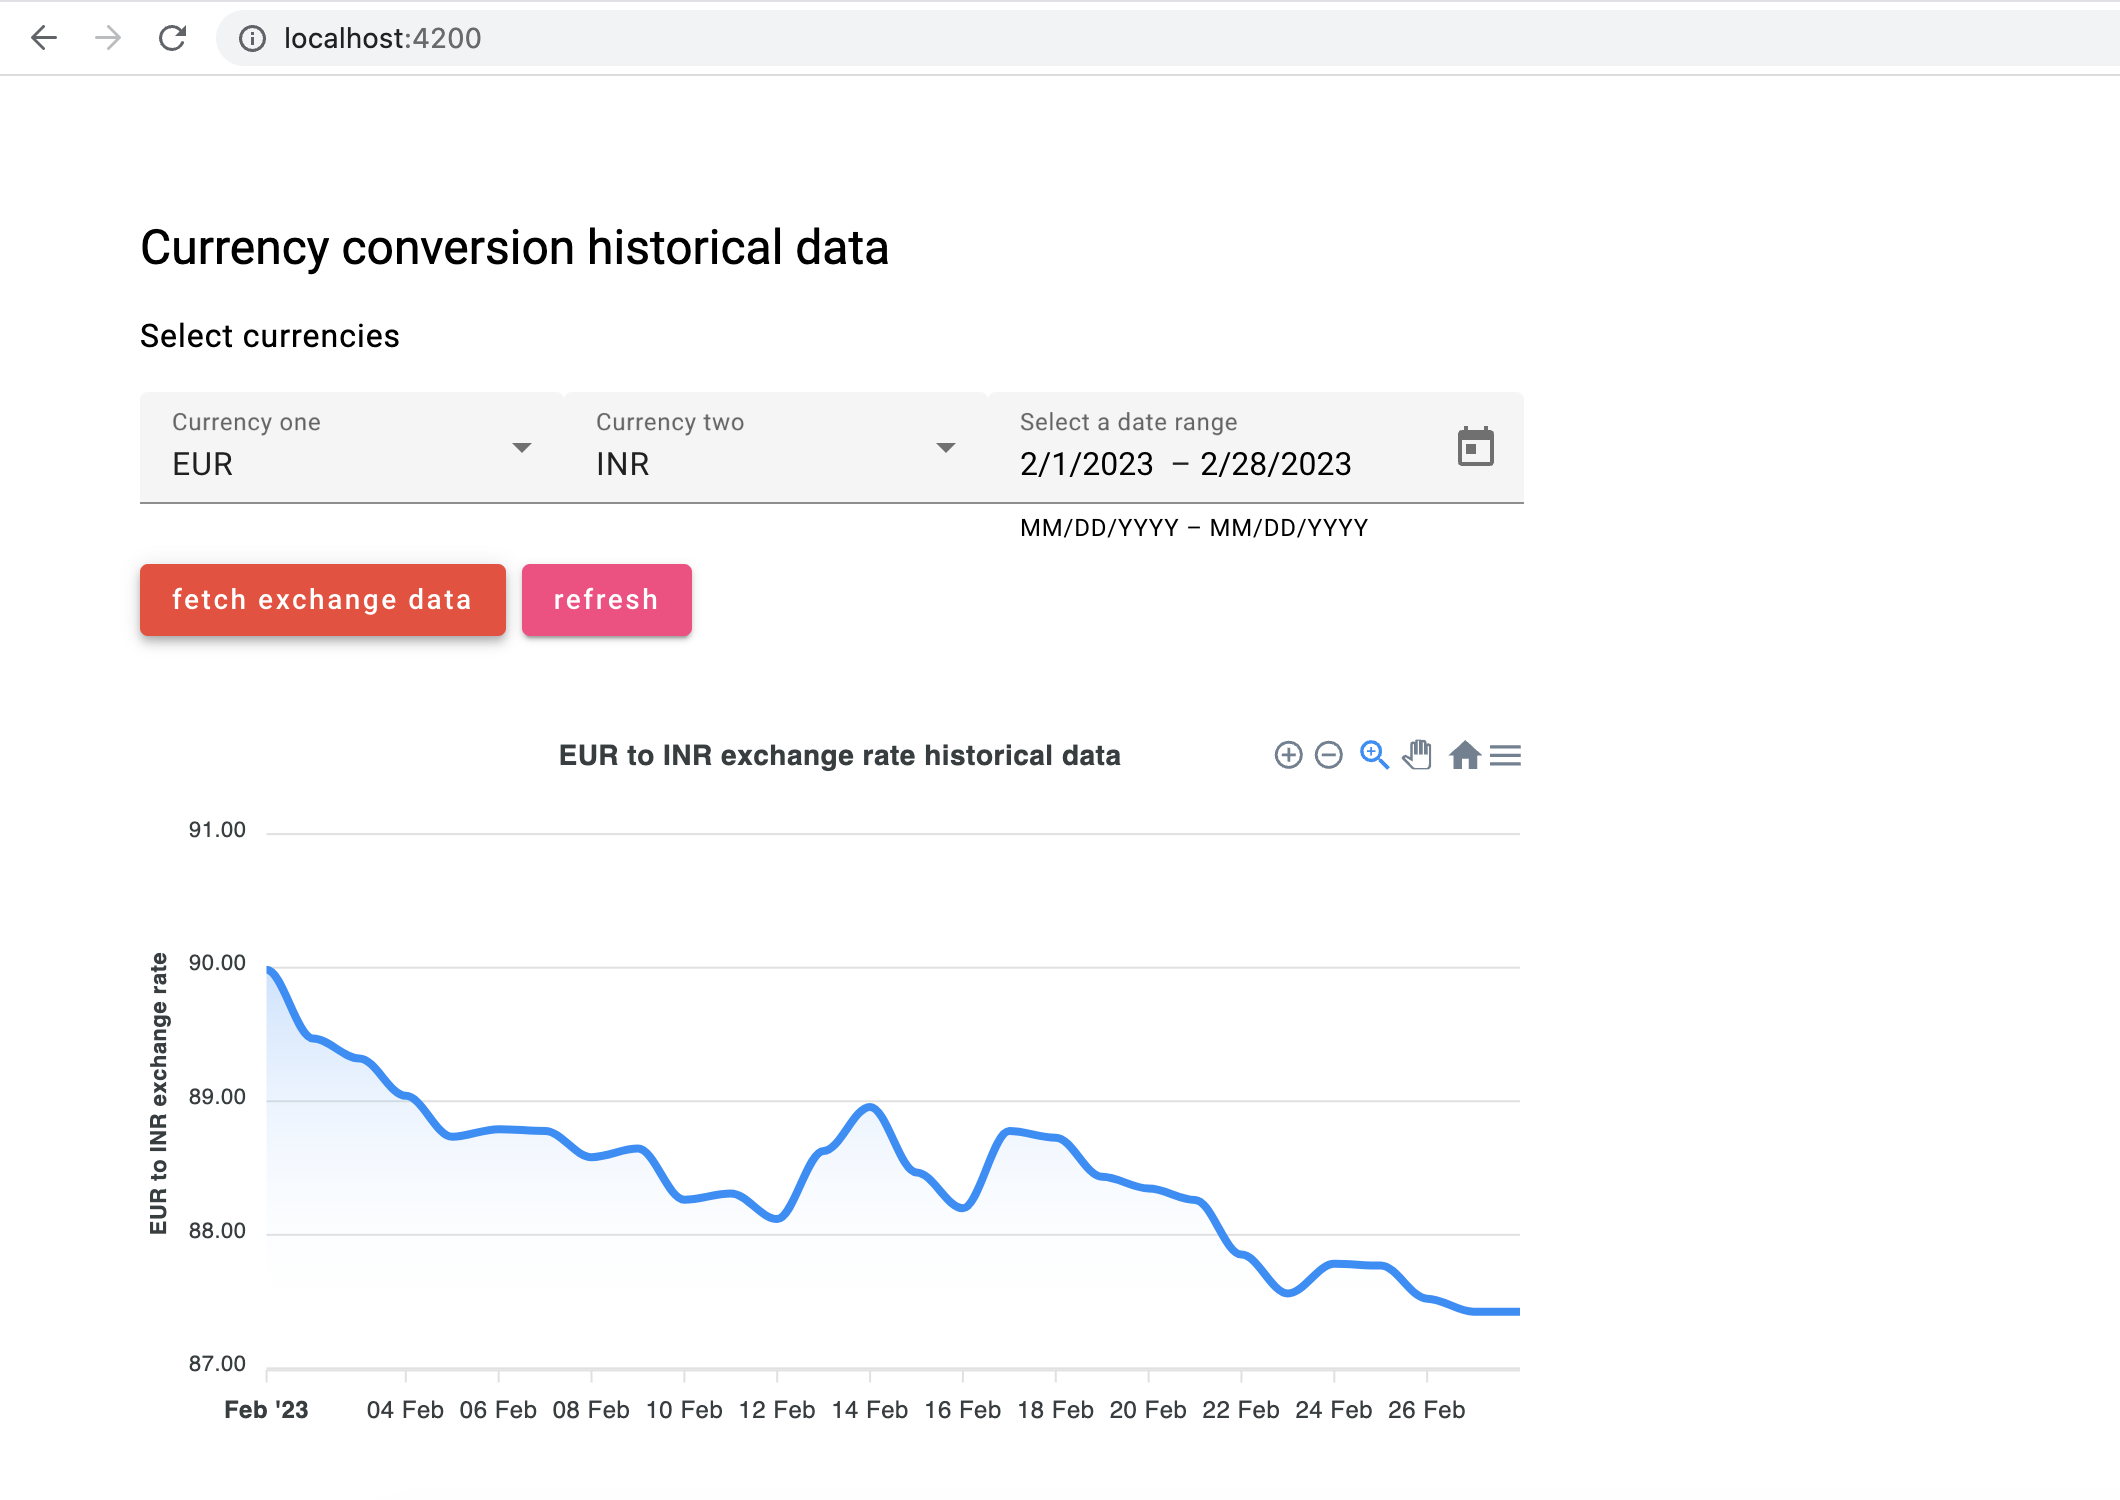 localhost:4200
Currency conversion historical data
Select currencies
Currency one
EUR
Currency two
INR
Select a date range
2/1/2023 – 2/28/2023
MM/DD/YYYY – MM/DD/YYYY
fetch exchange data
refresh
EUR to INR exchange rate historical data
EUR to INR exchange rate
91.00
90.00
89.00
88.00
87.00
Feb '23 04 Feb 06 Feb 08 Feb 10 Feb 12 Feb 14 Feb 16 Feb 18 Feb 20 Feb 22 Feb 24 Feb 26 Feb